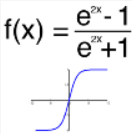 f(x) = (e^{2x} - 1)/(e^{2x} + 1)